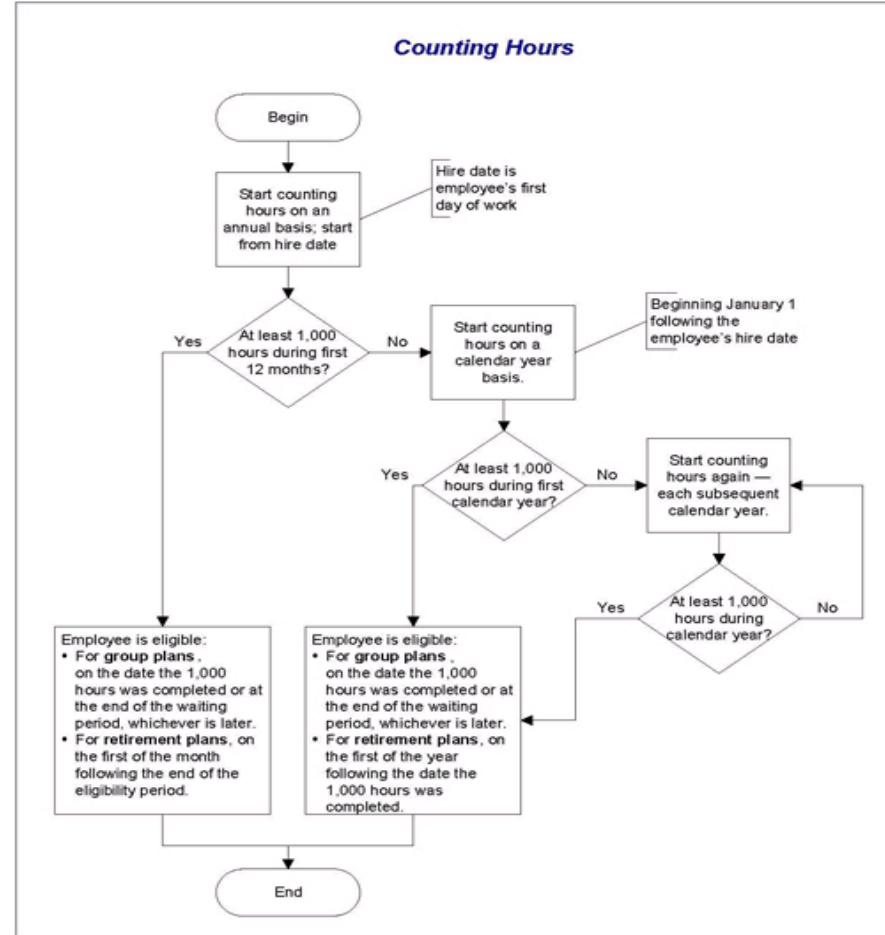 Counting Hours
Begin
Start counting
hours on an
annual basis; start
from hire date
Hire date is
employee's first
day of work
At least 1,000
hours during first
12 months?
Yes
No
Start counting
hours on a
calendar year
basis.
Beginning January 1
following the
employee's hire date
At least 1,000
hours during first
calendar year?
Yes
No
Start counting
hours again —
each subsequent
calendar year.
At least 1,000
hours during
calendar year?
Yes
No
Employee is eligible:
• For group plans,
on the date the 1,000
hours was completed or at
the end of the waiting
period, whichever is later.
• For retirement plans, on
the first of the month
following the end of the
eligibility period.
Employee is eligible:
• For group plans,
on the date the 1,000
hours was completed or at
the end of the waiting
period, whichever is later.
• For retirement plans, on
the first of the year
following the date the
1,000 hours was
completed.
End